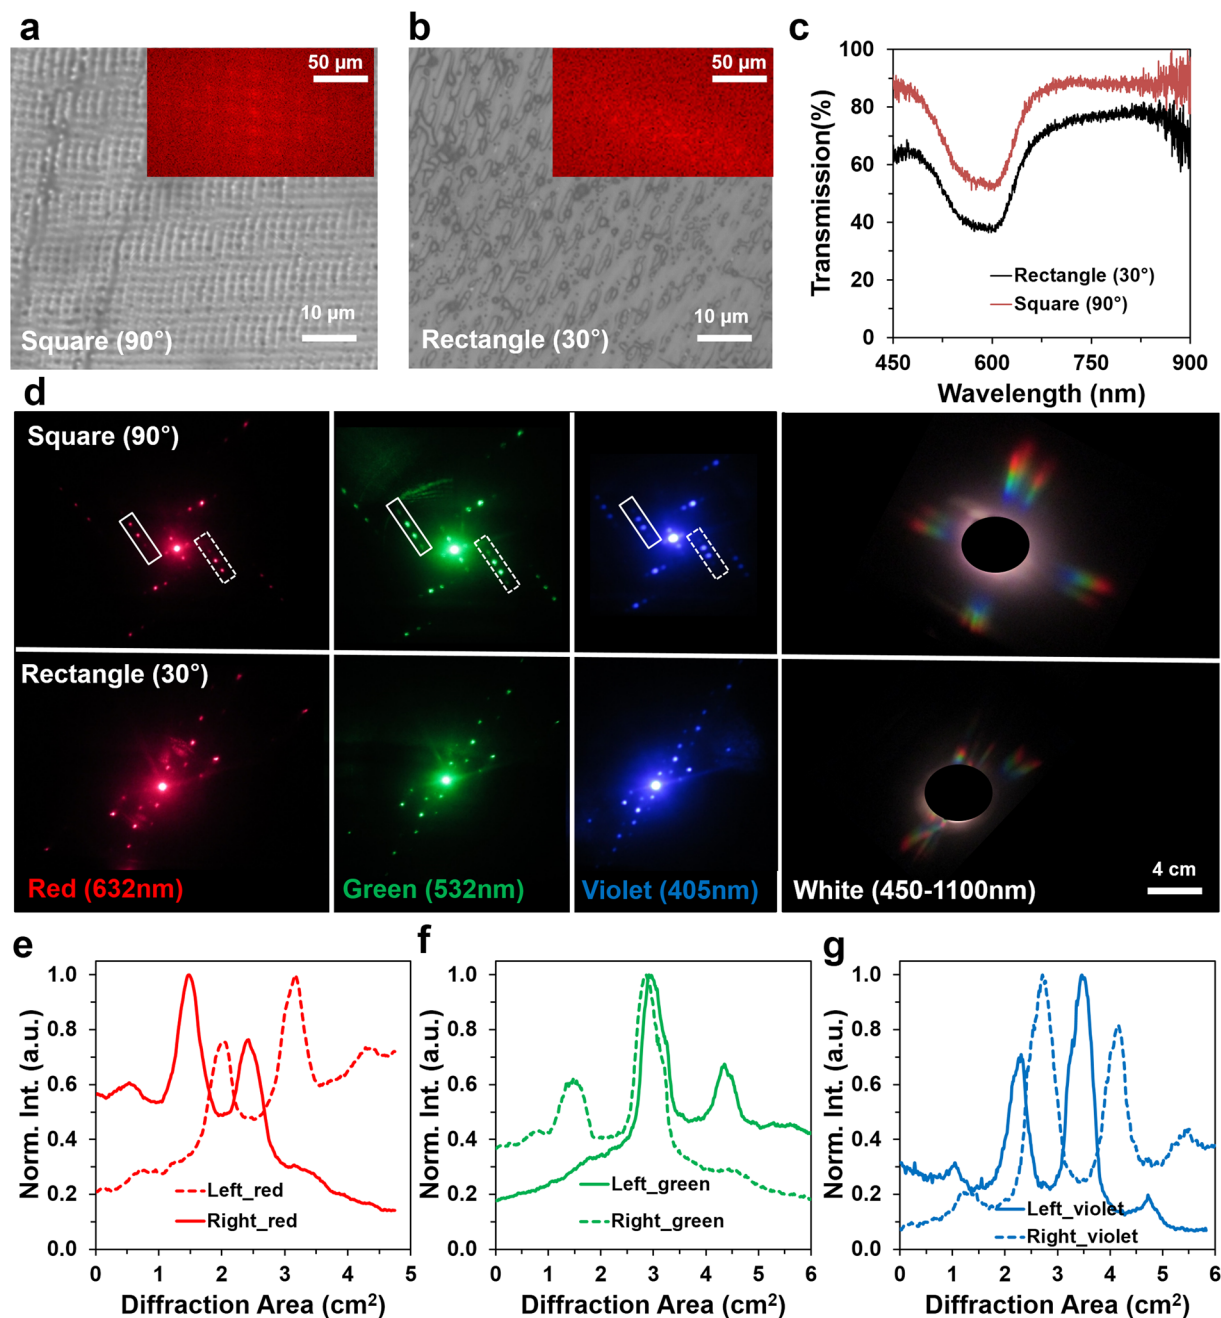 a
50 µm
10 µm
Square (90°)
b
50 µm
10 µm
Rectangle (30°)
c
100
80
60
40
20
0
Transmission(%)
Rectangle (30°)
Square (90°)
450
600
750
900
Wavelength (nm)
d
Square (90°)
Rectangle (30°)
Red (632nm)
Green (532nm)
Violet (405nm)
White (450-1100nm)
4 cm
e
1.0
0.8
0.6
0.4
0.2
0.0
Norm. Int. (a.u.)
Left_red
Right_red
0
1
2
3
4
5
Diffraction Area (cm²)
f
1.0
0.8
0.6
0.4
0.2
0.0
Norm. Int. (a.u.)
Left_green
Right_green
0
1
2
3
4
5
6
Diffraction Area (cm²)
g
1.0
0.8
0.6
0.4
0.2
0.0
Norm. Int. (a.u.)
Left_violet
Right_violet
0
1
2
3
4
5
6
Diffraction Area (cm²)